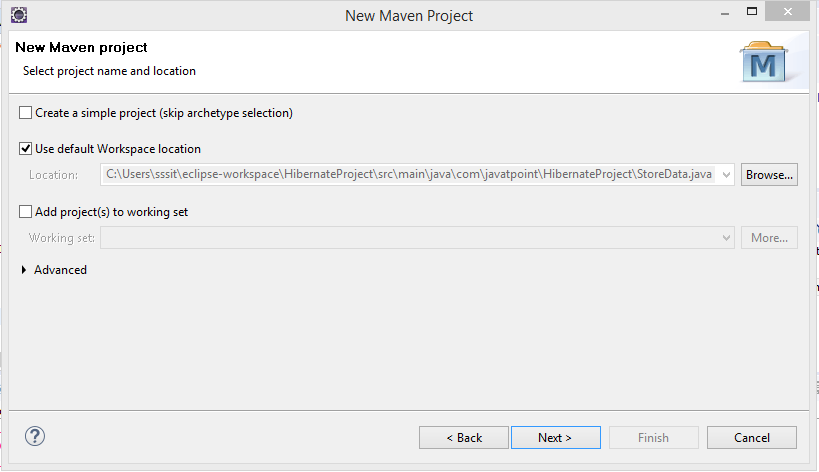 New Maven Project
New Maven project
Select project name and location
M
Create a simple project (skip archetype selection)
Use default Workspace location
Location: C:\Users\sssit\eclipse-workspace\HibernateProject\src\main\java\com\javatpoint\HibernateProject\StoreData.java Browse...
Add project(s) to working set
Working set: More...
Advanced
? < Back Next > Finish Cancel